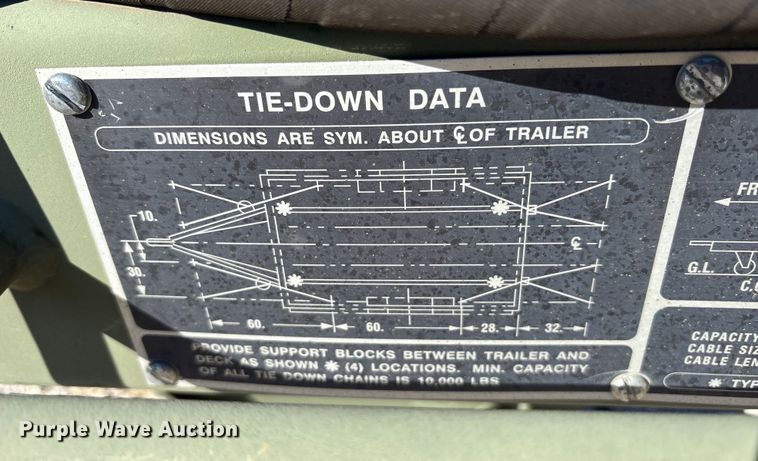 TIE-DOWN DATA
DIMENSIONS ARE SYM. ABOUT ℄ OF TRAILER
10.
30.
℄
60. 60. 28. 32.
PROVIDE SUPPORT BLOCKS BETWEEN TRAILER AND
DECK AS SHOWN ✱ (4) LOCATIONS. MIN. CAPACITY
OF ALL TIE DOWN CHAINS IS 10,000 LBS
FR
G.L.
C.
CAPACITY
CABLE SIZ
CABLE LEN
✱ TYP
Purple Wave Auction